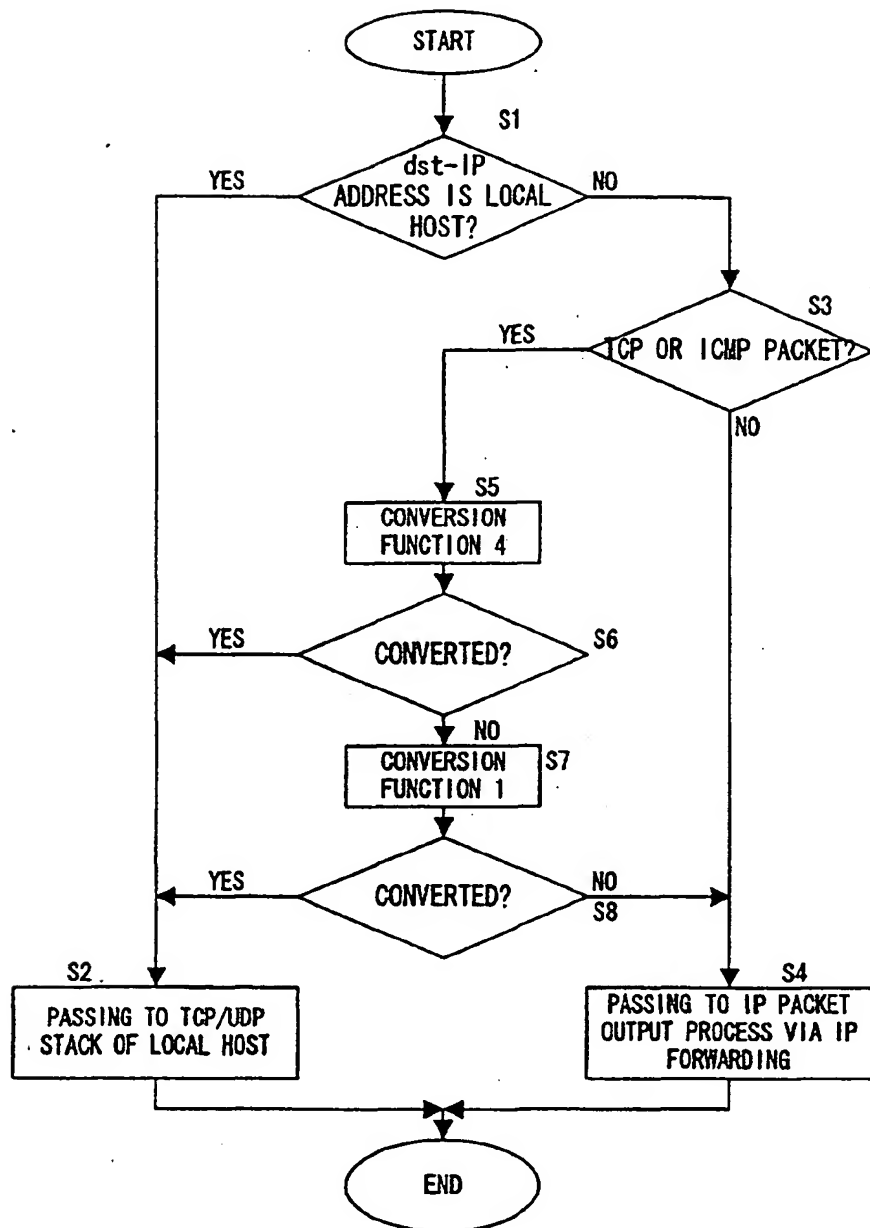 START
S1
dst-IP
ADDRESS IS LOCAL
HOST?
YES
NO
S3
TCP OR ICMP PACKET?
YES
NO
S5
CONVERSION
FUNCTION 4
YES
CONVERTED?
S6
NO
CONVERSION
FUNCTION 1
S7
YES
CONVERTED?
NO
S8
S2
PASSING TO TCP/UDP
STACK OF LOCAL HOST
S4
PASSING TO IP PACKET
OUTPUT PROCESS VIA IP
FORWARDING
END